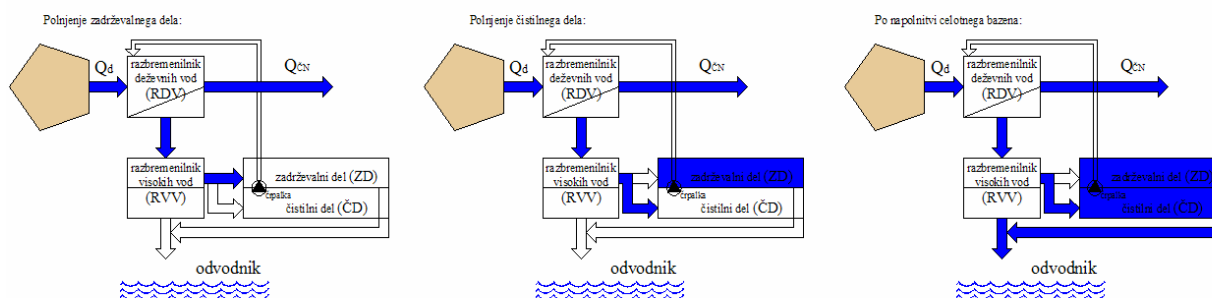 Polnjenje zadrževalnega dela:
Qd
razbremenilnik
deževnih vod
(RDV)
QČN
razbremenilnik
visokih vod
(RVV)
zadrževalni del (ZD)
črpalka
čistilni del (ČD)
odvodnik
Polnjenje čistilnega dela:
Qd
razbremenilnik
deževnih vod
(RDV)
QČN
razbremenilnik
visokih vod
(RVV)
zadrževalni del (ZD)
črpalka
čistilni del (ČD)
odvodnik
Po napolnitvi celotnega bazena:
Qd
razbremenilnik
deževnih vod
(RDV)
QČN
razbremenilnik
visokih vod
(RVV)
zadrževalni del (ZD)
črpalka
čistilni del (ČD)
odvodnik